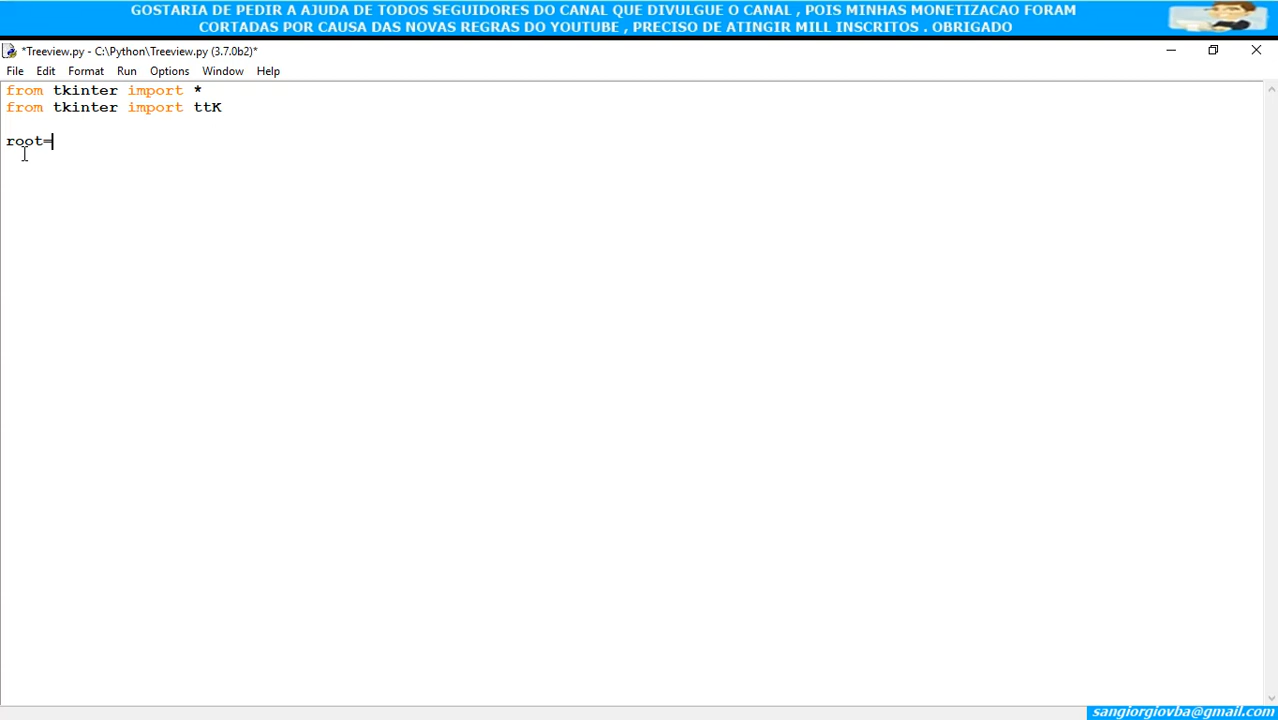 GOSTARIA DE PEDIR A AJUDA DE TODOS SEGUIDORES DO CANAL QUE DIVULGUE O CANAL , POIS MINHAS MONETIZACAO FORAM
CORTADAS POR CAUSA DAS NOVAS REGRAS DO YOUTUBE , PRECISO DE ATINGIR MILL INSCRITOS . OBRIGADO
*Treeview.py - C:\Python\Treeview.py (3.7.0b2)*
File Edit Format Run Options Window Help
from tkinter import *
from tkinter import ttK
root=
sangiorgiovba@gmail.com